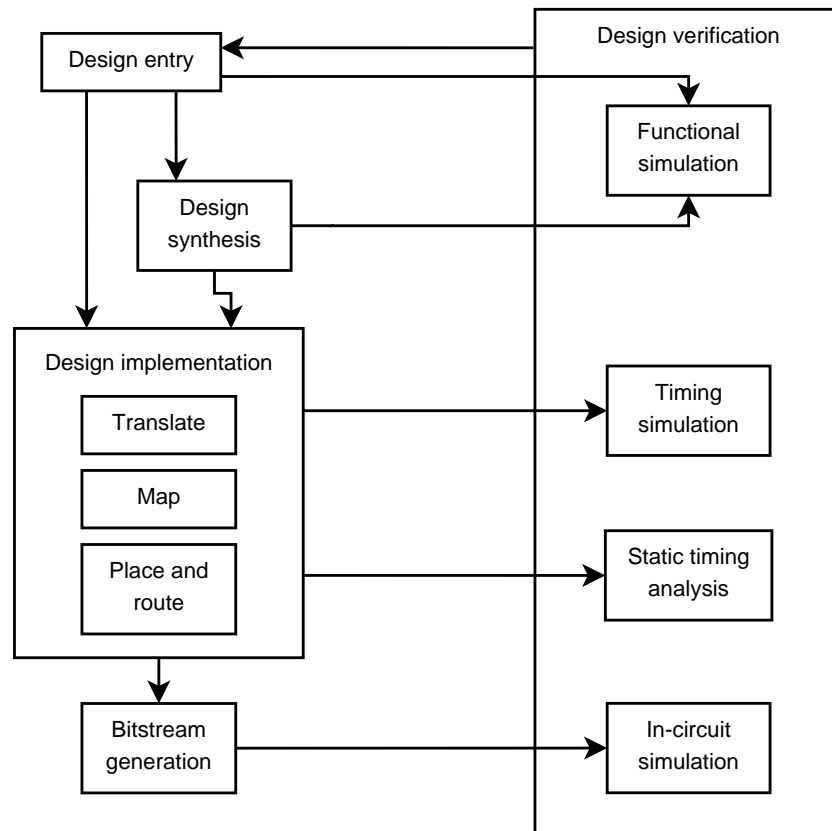 Design entry
Design verification
Functional
simulation
Design
synthesis
Design implementation
Translate
Map
Place and
route
Timing
simulation
Static timing
analysis
Bitstream
generation
In-circuit
simulation